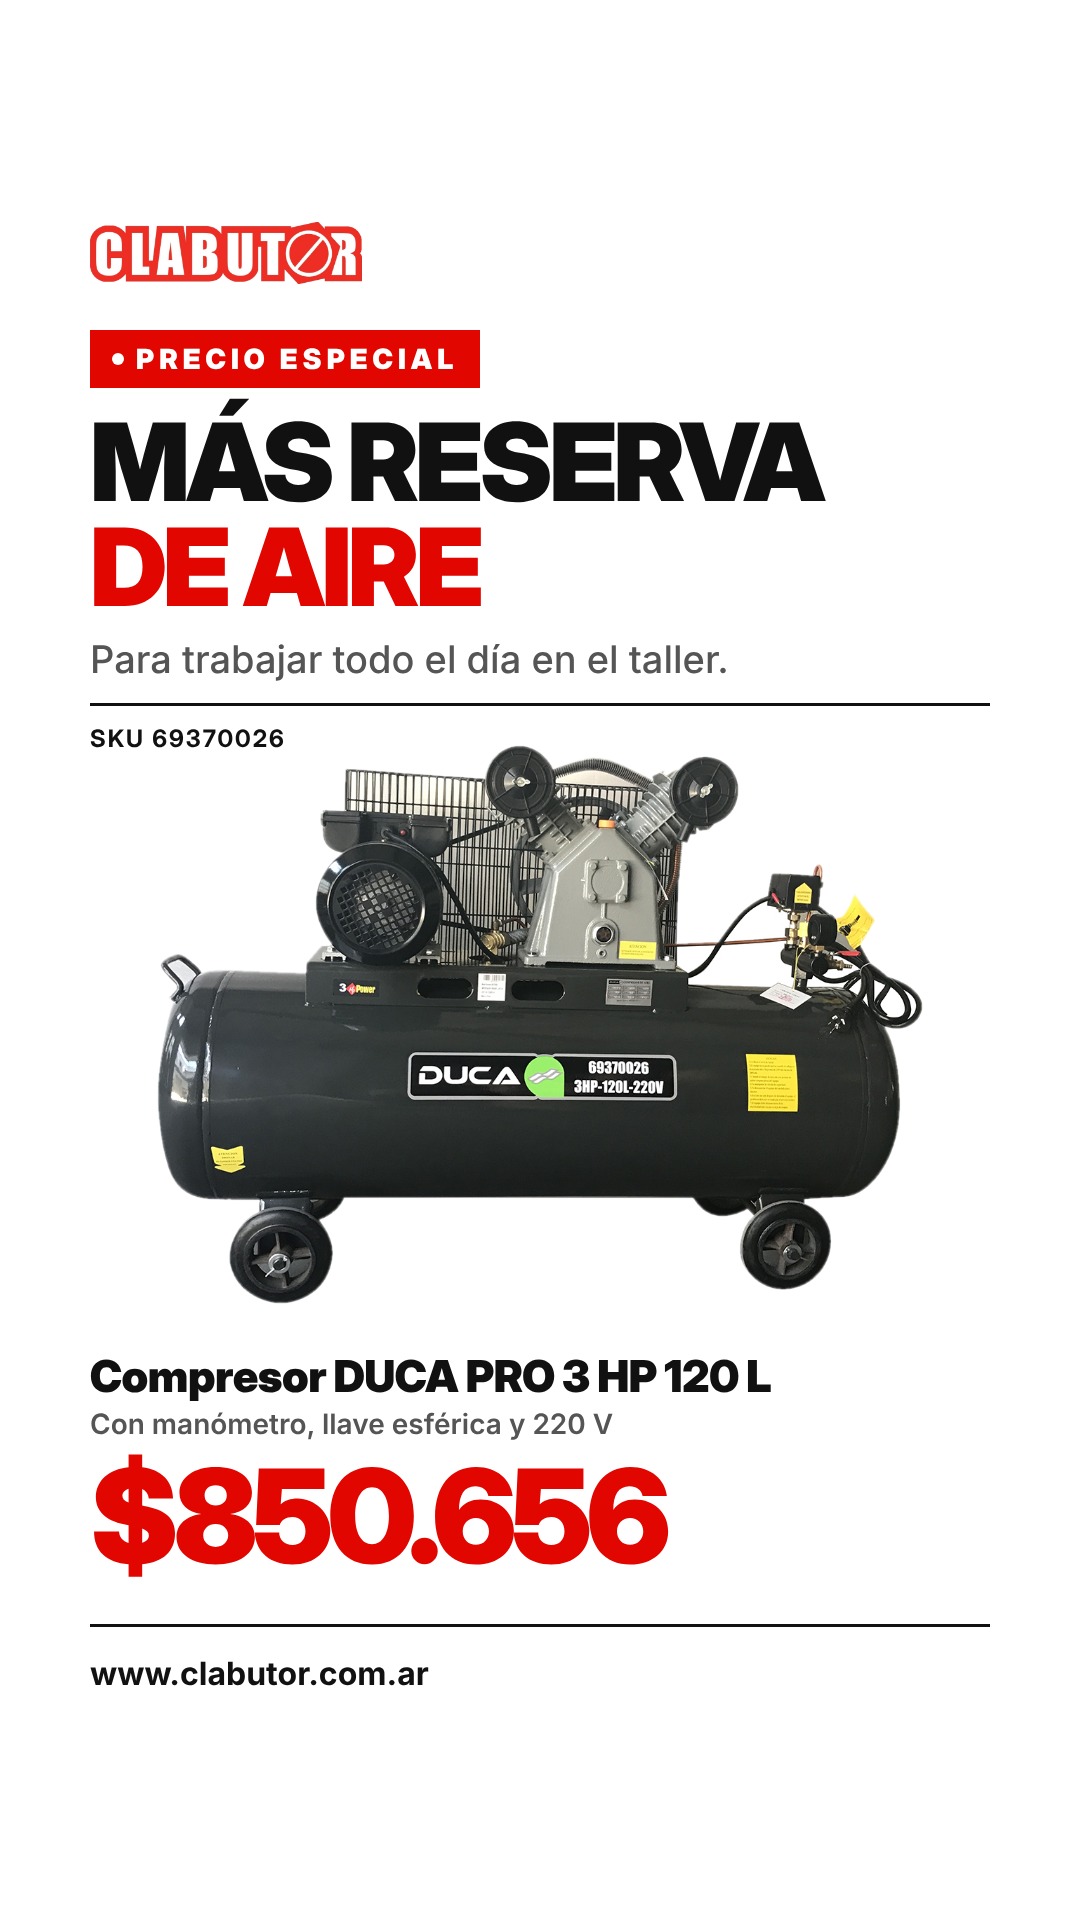 CLABUTOR
• PRECIO ESPECIAL
MÁS RESERVA
DE AIRE
Para trabajar todo el día en el taller.
SKU 69370026
3 Power
DUCA
69370026
3HP-120L-220V
Compresor DUCA PRO 3 HP 120 L
Con manómetro, llave esférica y 220 V
$850.656
www.clabutor.com.ar